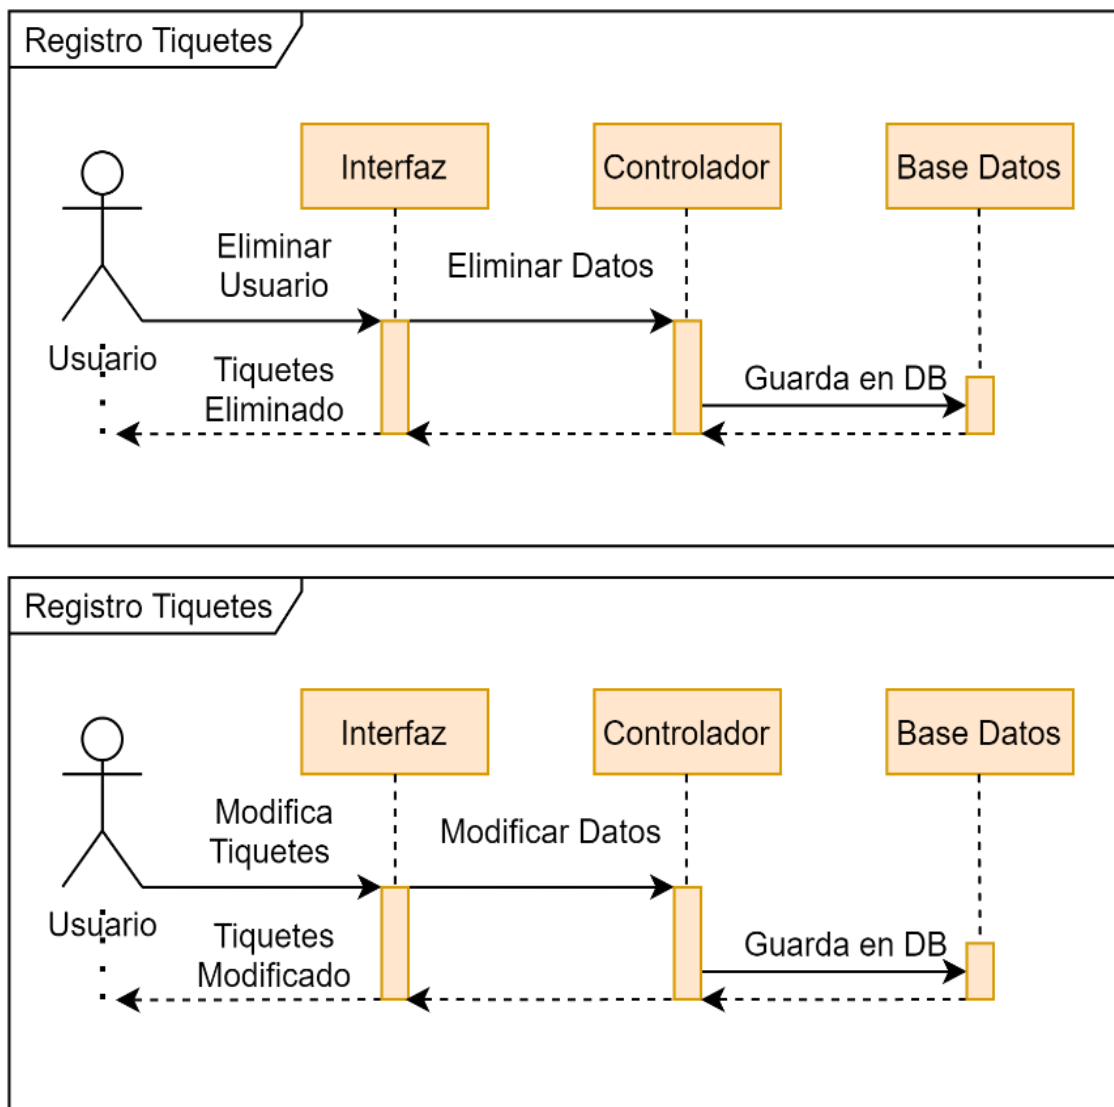 Registro Tiquetes
Interfaz
Controlador
Base Datos
Eliminar
Usuario
Eliminar Datos
Usuario
Tiquetes
Eliminado
Guarda en DB
Registro Tiquetes
Interfaz
Controlador
Base Datos
Modifica
Tiquetes
Modificar Datos
Usuario
Tiquetes
Modificado
Guarda en DB